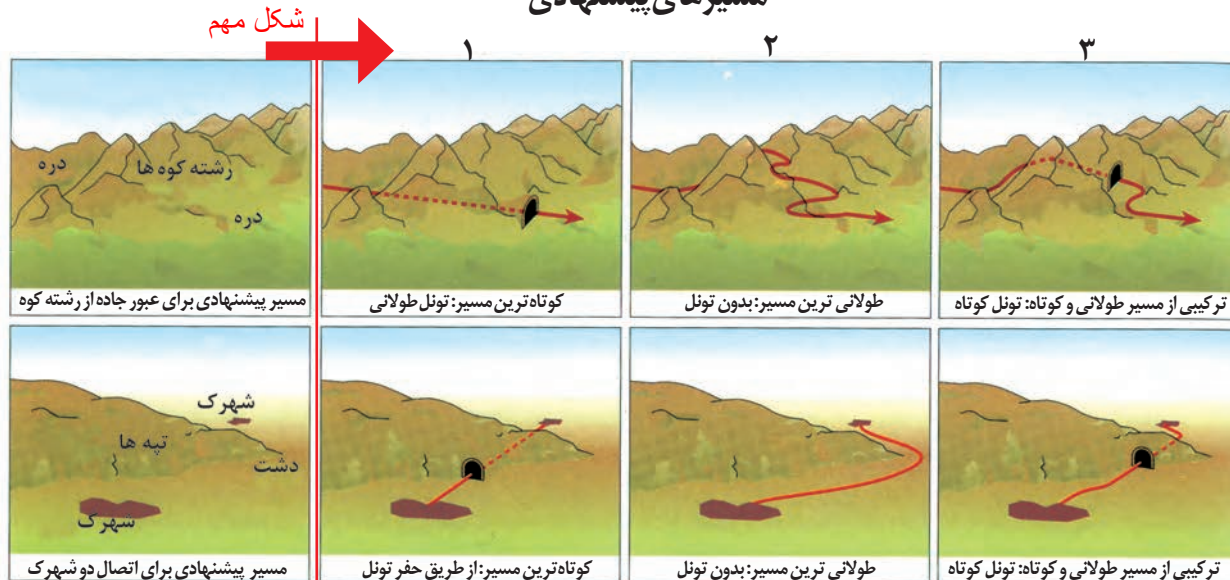 مسیرهای پیشنهادی
شکل مهم
۱
۲
۳
دره
رشته کوه ها
دره
مسیر پیشنهادی برای عبور جاده از رشته کوه
کوتاه‌ترین مسیر: تونل طولانی
طولانی ترین مسیر: بدون تونل
ترکیبی از مسیر طولانی و کوتاه: تونل کوتاه
شهرک
تپه ها
دشت
شهرک
مسیر پیشنهادی برای اتصال دو شهرک
کوتاه‌ترین مسیر: از طریق حفر تونل
طولانی ترین مسیر: بدون تونل
ترکیبی از مسیر طولانی و کوتاه: تونل کوتاه